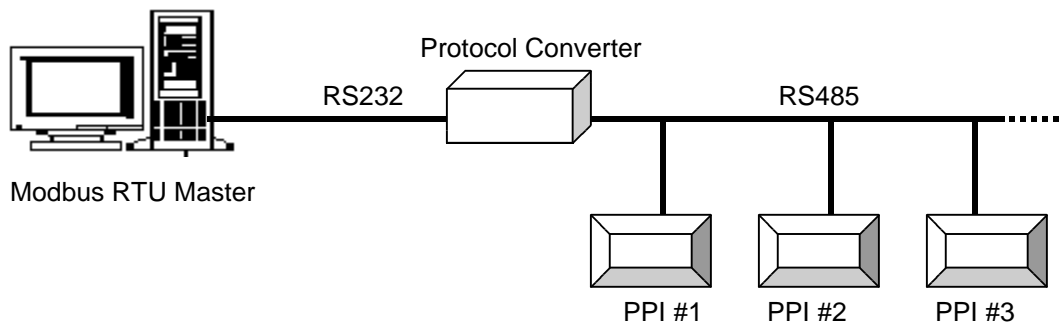 Protocol Converter
RS232
RS485
Modbus RTU Master
PPI #1
PPI #2
PPI #3